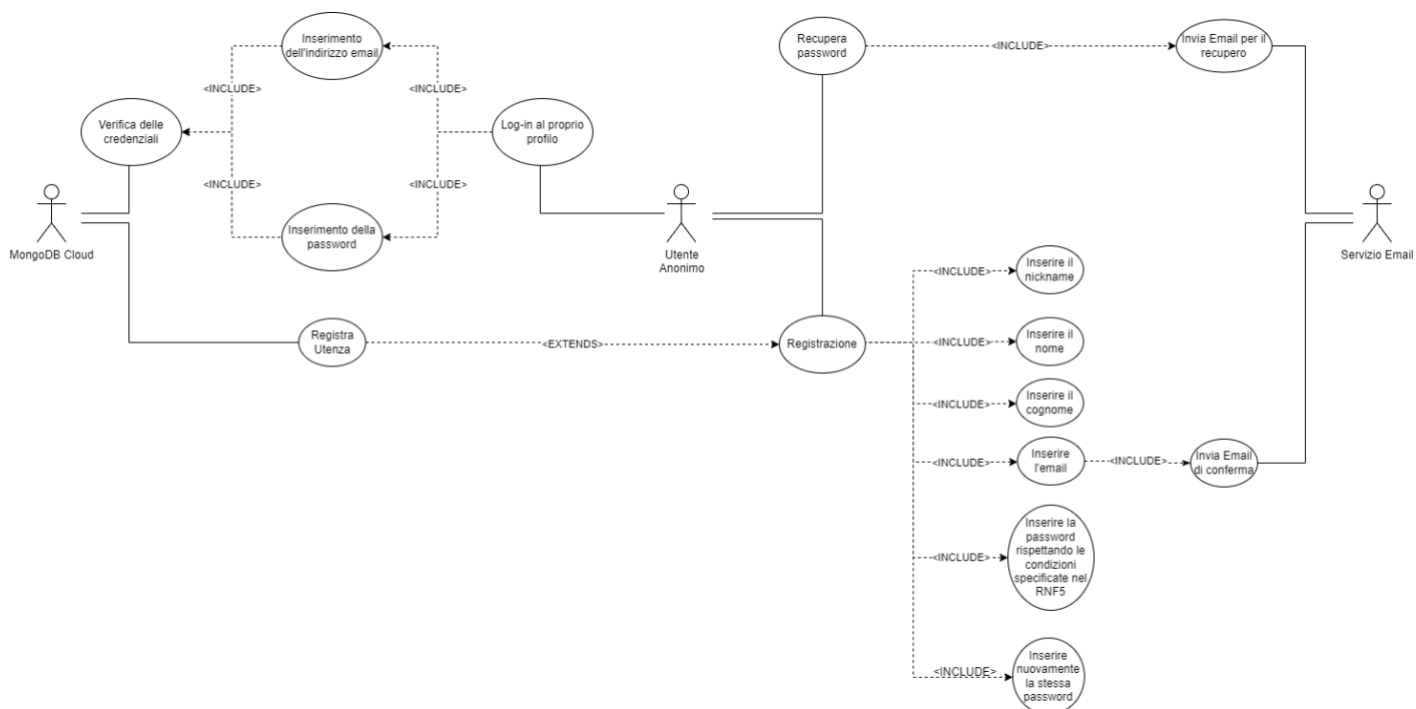 Inserimento
dell'indirizzo email
<INCLUDE>
<INCLUDE>
Verifica delle
credenziali
Log-in al proprio
profilo
<INCLUDE>
<INCLUDE>
Inserimento della
password
MongoDB Cloud
Registra
Utenza
<EXTENDS>
Utente
Anonimo
Recupera
password
<INCLUDE>
Invia Email per il
recupero
Servizio Email
Registrazione
<INCLUDE>
Inserire il
nickname
<INCLUDE>
Inserire il
nome
<INCLUDE>
Inserire il
cognome
<INCLUDE>
Inserire
l'email
<INCLUDE>
Invia Email
di conferma
<INCLUDE>
Inserire la
password
rispettando le
condizioni
specificate nel
RNF5
<INCLUDE>
Inserire
nuovamente
la stessa
password